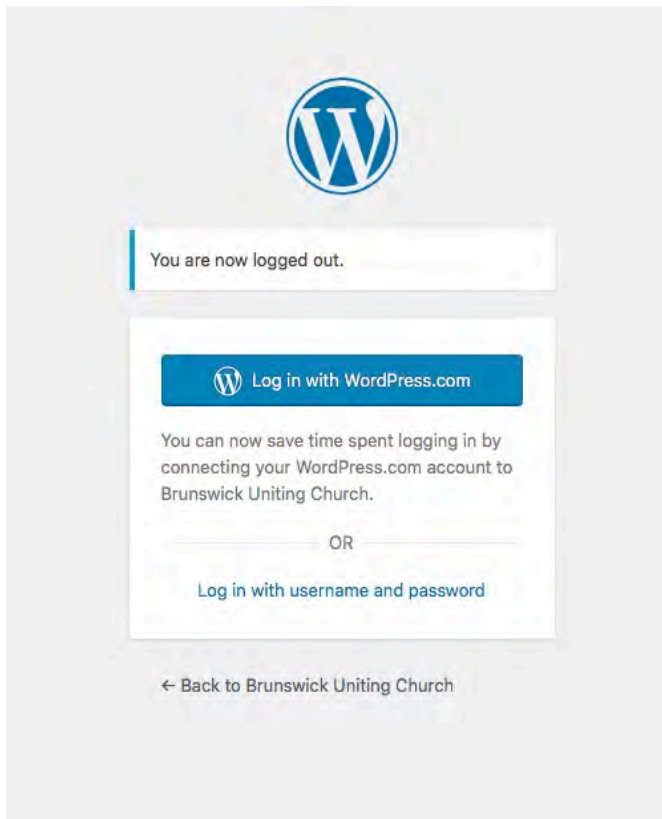 You are now logged out.
Log in with WordPress.com
You can now save time spent logging in by
connecting your WordPress.com account to
Brunswick Uniting Church.
OR
Log in with username and password
← Back to Brunswick Uniting Church